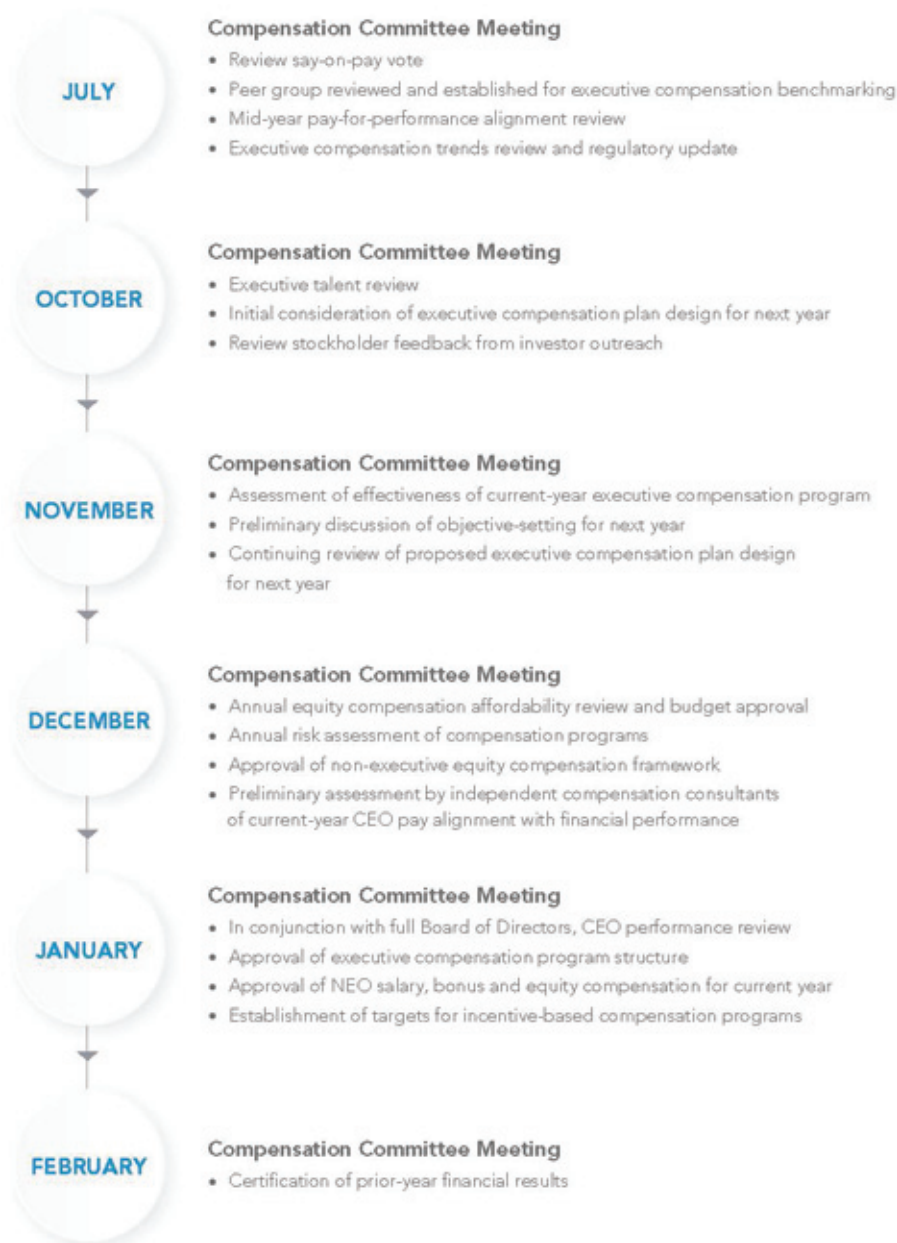 JULY
Compensation Committee Meeting
• Review say-on-pay vote
• Peer group reviewed and established for executive compensation benchmarking
• Mid-year pay-for-performance alignment review
• Executive compensation trends review and regulatory update
OCTOBER
Compensation Committee Meeting
• Executive talent review
• Initial consideration of executive compensation plan design for next year
• Review stockholder feedback from investor outreach
NOVEMBER
Compensation Committee Meeting
• Assessment of effectiveness of current-year executive compensation program
• Preliminary discussion of objective-setting for next year
• Continuing review of proposed executive compensation plan design
for next year
DECEMBER
Compensation Committee Meeting
• Annual equity compensation affordability review and budget approval
• Annual risk assessment of compensation programs
• Approval of non-executive equity compensation framework
• Preliminary assessment by independent compensation consultants
of current-year CEO pay alignment with financial performance
JANUARY
Compensation Committee Meeting
• In conjunction with full Board of Directors, CEO performance review
• Approval of executive compensation program structure
• Approval of NEO salary, bonus and equity compensation for current year
• Establishment of targets for incentive-based compensation programs
FEBRUARY
Compensation Committee Meeting
• Certification of prior-year financial results